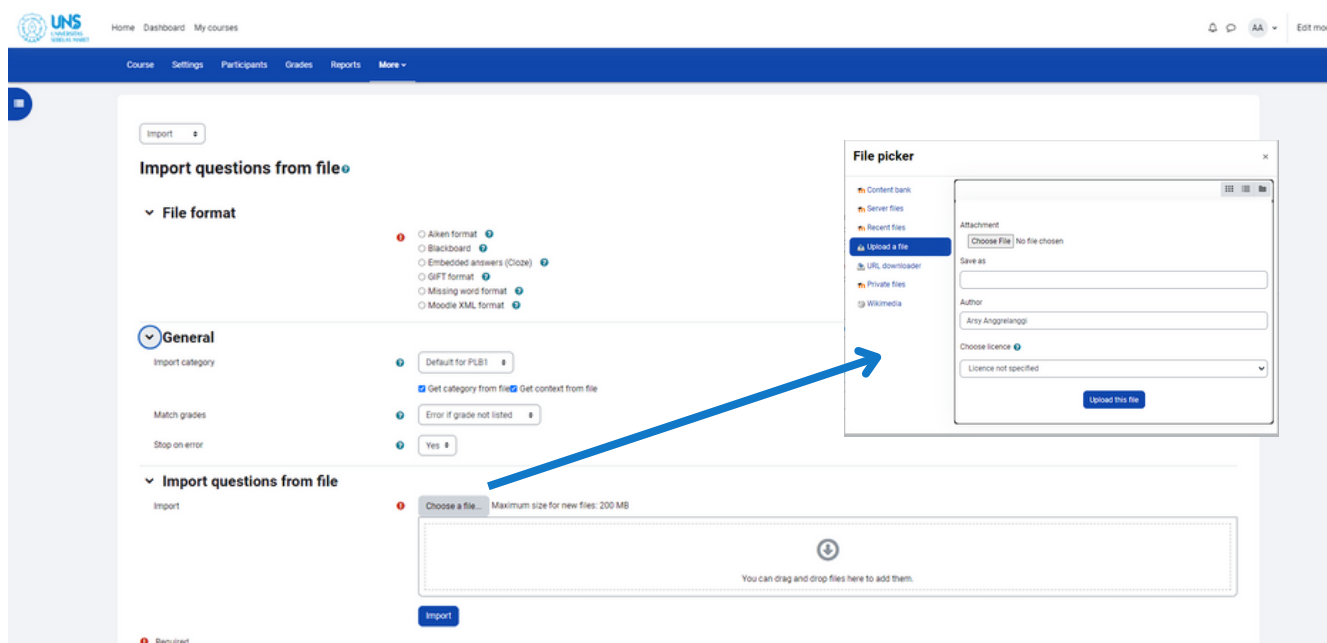 UNS
UNIVERSITAS
SEBELAS MARET
Home Dashboard My courses
AA
Edit mo
Course Settings Participants Grades Reports More
Import
Import questions from file
File format
Aiken format
Blackboard
Embedded answers (Cloze)
GIFT format
Missing word format
Moodle XML format
General
Import category Default for PLB1
Get category from file Get context from file
Match grades Error if grade not listed
Stop on error Yes
Import questions from file
Import Choose a file... Maximum size for new files: 200 MB
You can drag and drop files here to add them.
Import
Required
File picker ×
Content bank
Server files
Recent files
Upload a file
URL downloader
Private files
Wikimedia
Attachment
Choose File No file chosen
Save as
Author
Arsy Anggrelanggi
Choose licence
Licence not specified
Upload this file